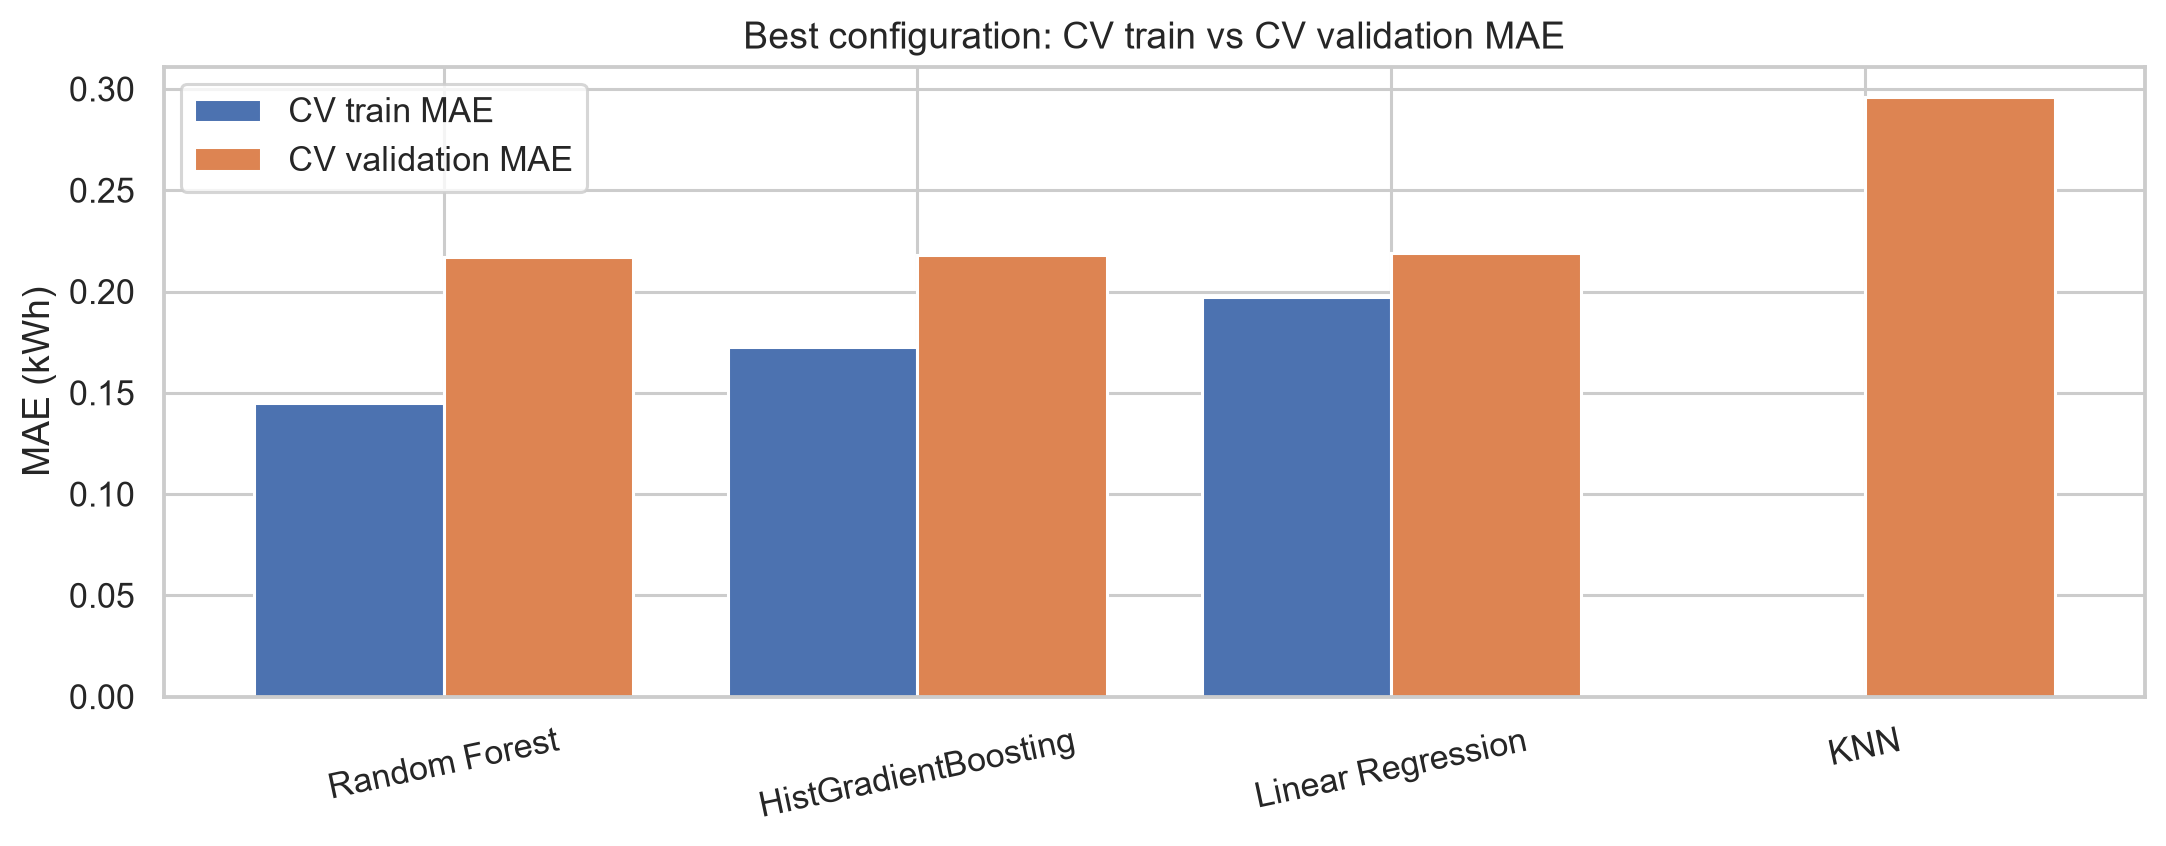 Best configuration: CV train vs CV validation MAE
CV train MAE
CV validation MAE
MAE (kWh)
0.30
0.25
0.20
0.15
0.10
0.05
0.00
Random Forest
HistGradientBoosting
Linear Regression
KNN